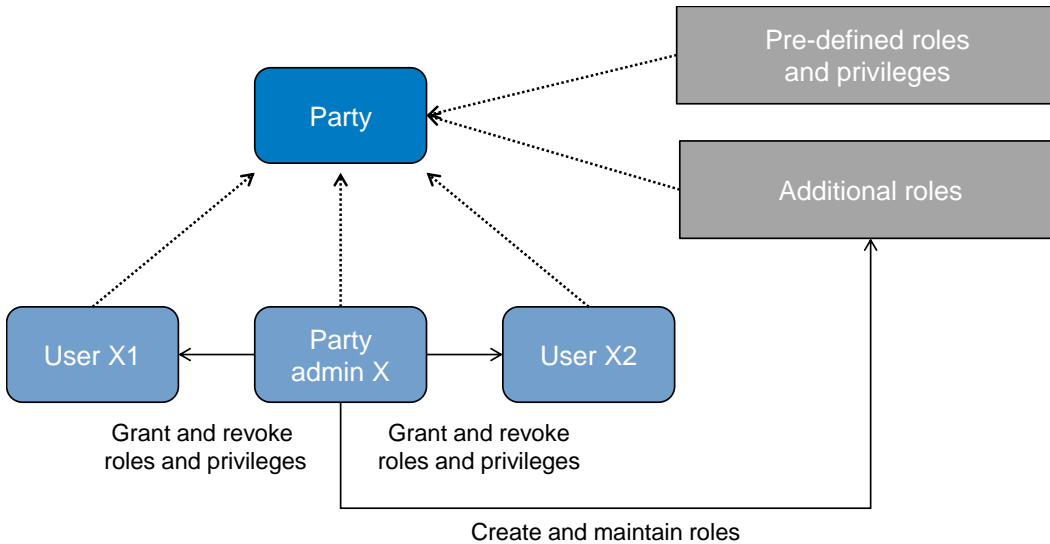 Pre-defined roles
and privileges
Party
Additional roles
User X1
Party
admin X
User X2
Grant and revoke
roles and privileges
Grant and revoke
roles and privileges
Create and maintain roles